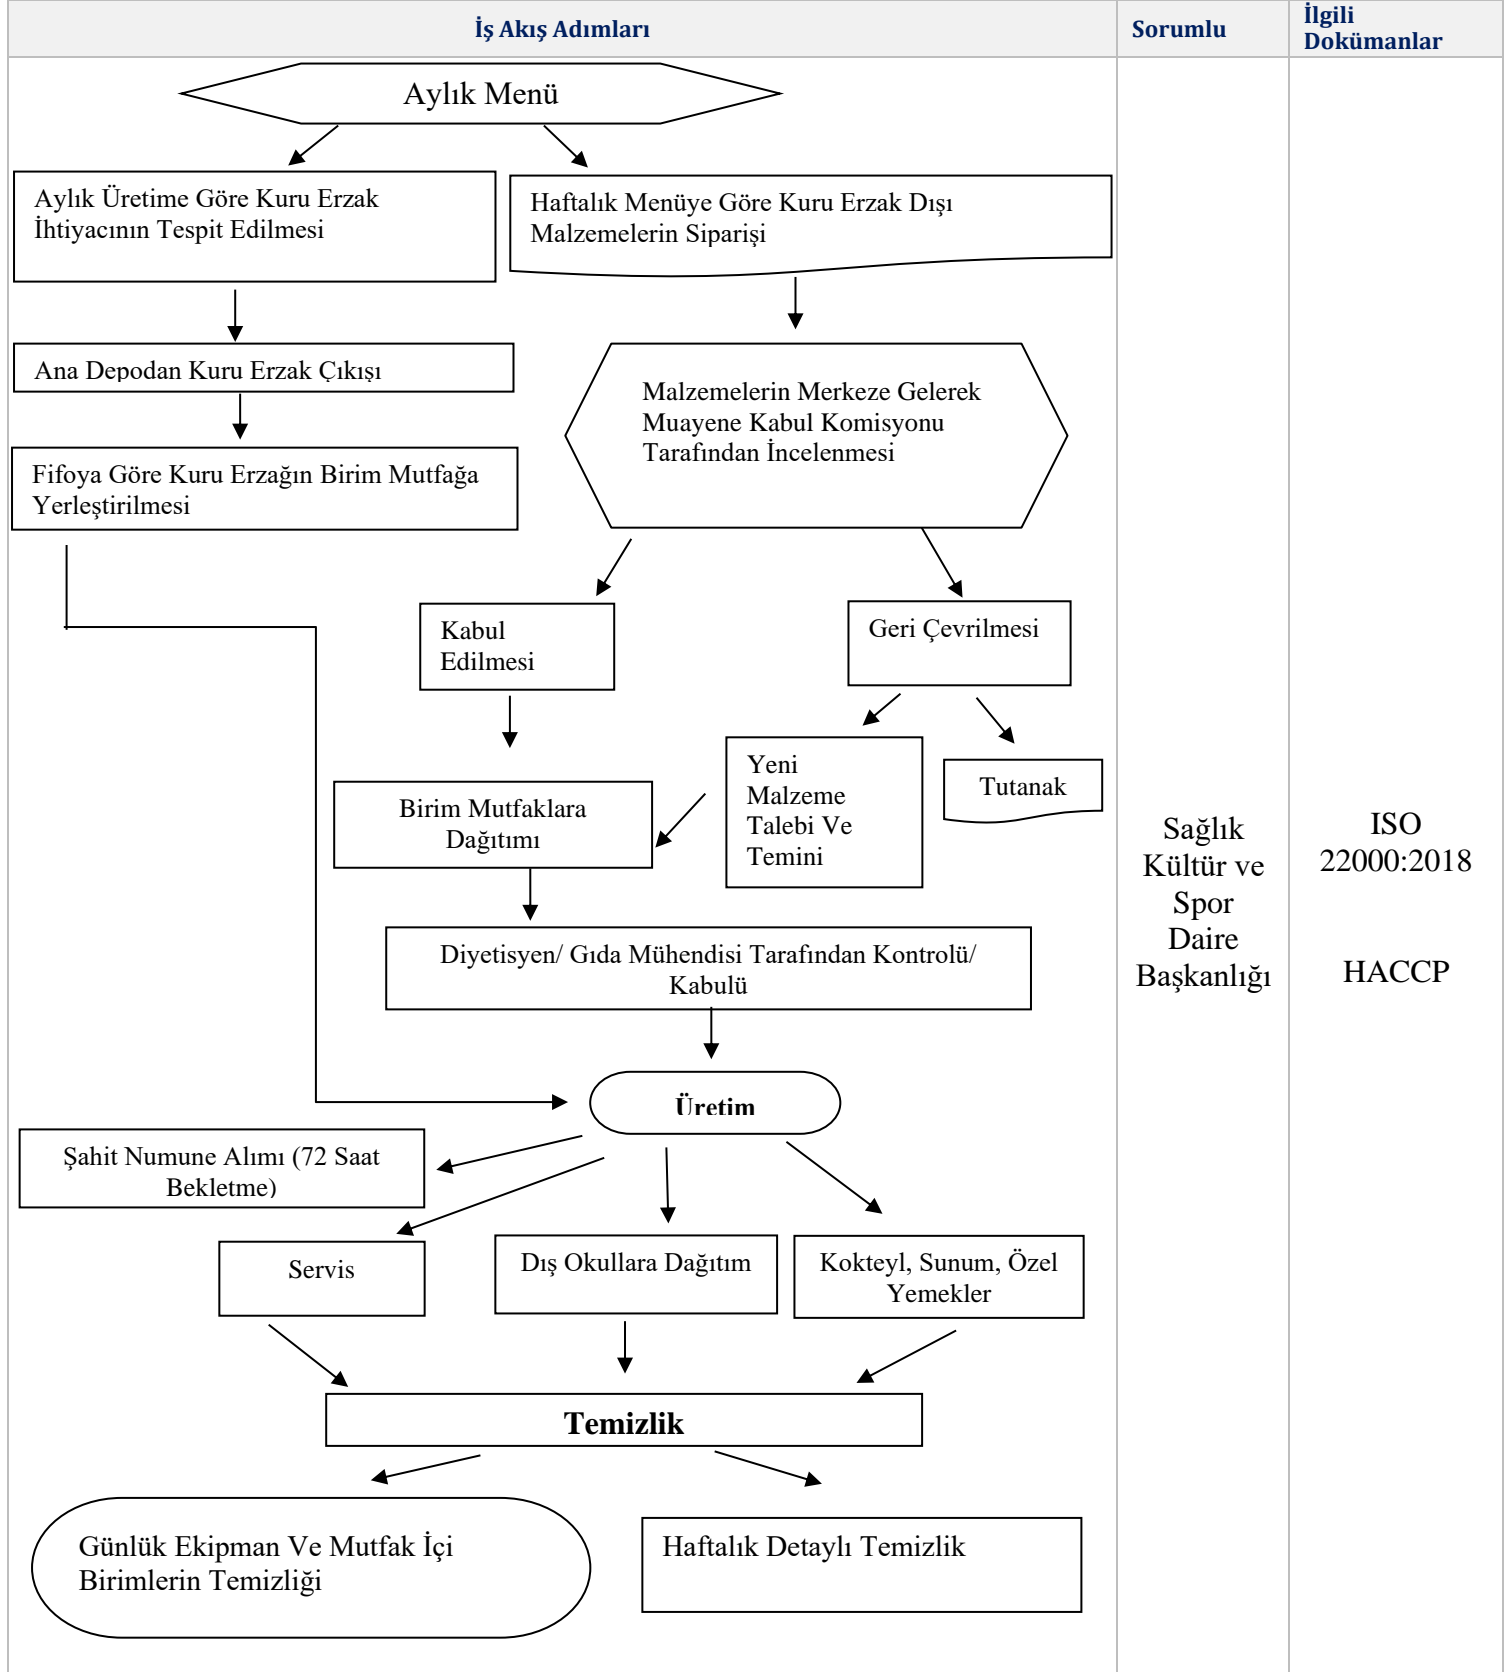 İş Akış Adımları
Sorumlu
İlgili
Dokümanlar
Aylık Menü
Aylık Üretime Göre Kuru Erzak
İhtiyacının Tespit Edilmesi
Haftalık Menüye Göre Kuru Erzak Dışı
Malzemelerin Siparişi
Ana Depodan Kuru Erzak Çıkışı
Malzemelerin Merkeze Gelerek
Muayene Kabul Komisyonu
Tarafından İncelenmesi
Fifoya Göre Kuru Erzağın Birim Mutfağa
Yerleştirilmesi
Kabul
Edilmesi
Geri Çevrilmesi
Yeni
Malzeme
Talebi Ve
Temini
Tutanak
Birim Mutfaklara
Dağıtımı
Diyetisyen/ Gıda Mühendisi Tarafından Kontrolü/
Kabulü
Üretim
Şahit Numune Alımı (72 Saat
Bekletme)
Servis
Dış Okullara Dağıtım
Kokteyl, Sunum, Özel
Yemekler
Temizlik
Günlük Ekipman Ve Mutfak İçi
Birimlerin Temizliği
Haftalık Detaylı Temizlik
Sağlık
Kültür ve
Spor
Daire
Başkanlığı
ISO
22000:2018
HACCP